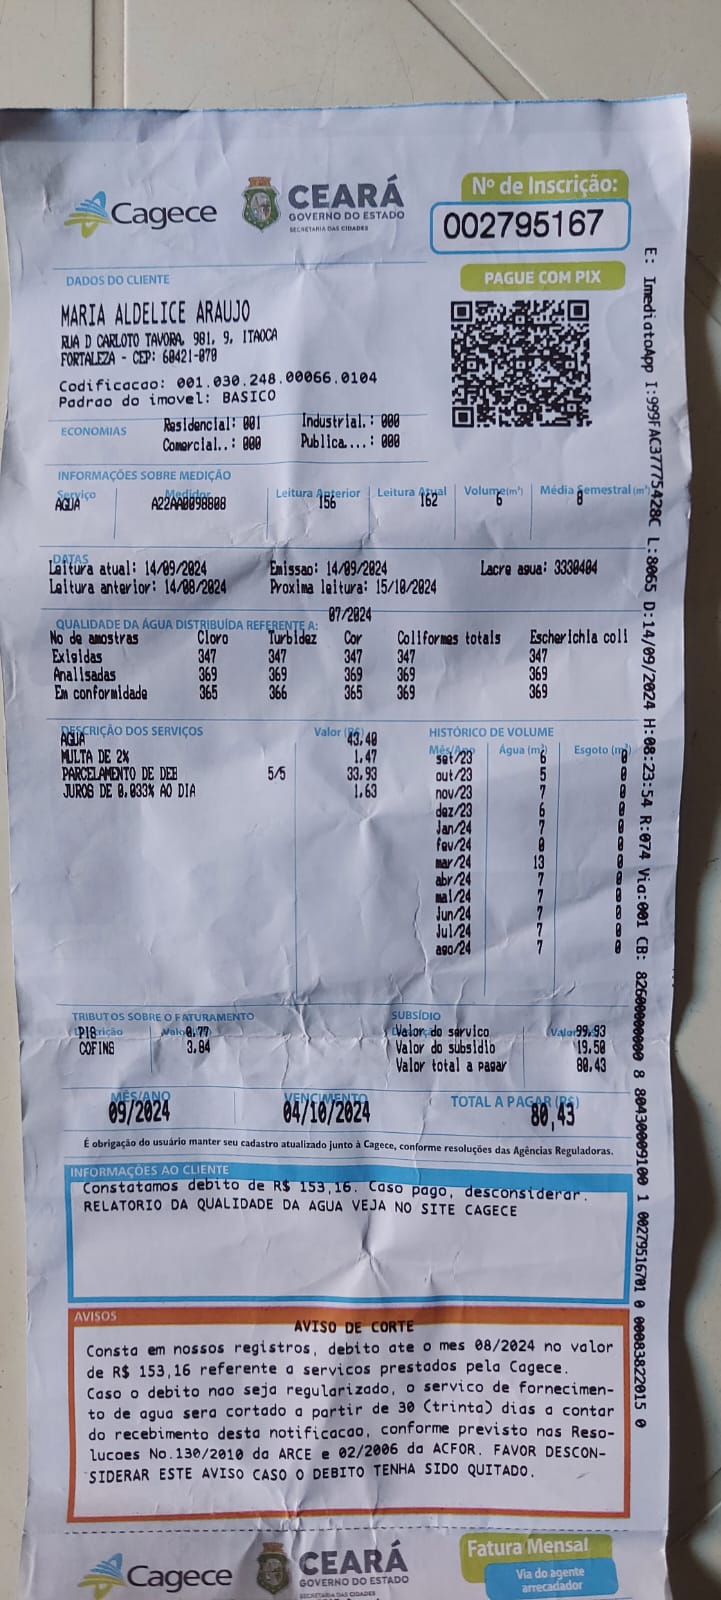 Cagece
CEARÁ
GOVERNO DO ESTADO
SECRETARIA DAS CIDADES
Nº de Inscrição:
002795167
DADOS DO CLIENTE
PAGUE COM PIX
MARIA ALDELICE ARAUJO
RUA D CARLOTO TAVORA, 981, 9, ITAOCA
FORTALEZA - CEP: 60421-070
Codificacao: 001.030.248.00066.0104
Padrao do imovel: BASICO
ECONOMIAS
Residencial: 001 Industrial.: 000
Comercial..: 000 Publica....: 000
INFORMAÇÕES SOBRE MEDIÇÃO
Serviço Medidor Leitura Anterior Leitura Atual Volume(m³) Média Semestral (m³)
AGUA A22AA0098808 156 162 6 8
DATAS
Leitura atual: 14/09/2024 Emissao: 14/09/2024 Lacre agua: 3330404
Leitura anterior: 14/08/2024 Proxima leitura: 15/10/2024
QUALIDADE DA ÁGUA DISTRIBUÍDA REFERENTE A: 07/2024
No de amostras Cloro Turbidez Cor Coliformes totais Escherichia coli
Exigidas 347 347 347 347 347
Analisadas 369 369 369 369 369
Em conformidade 365 366 365 369 369
DESCRIÇÃO DOS SERVIÇOS Valor (R$)
AGUA 43,40
MULTA DE 2% 1,47
PARCELAMENTO DE DEB 5/5 33,93
JUROS DE 0,033% AO DIA 1,63
HISTÓRICO DE VOLUME
Mês/Ano Água (m³) Esgoto (m³)
set/23 6 0
out/23 5 0
nov/23 7 0
dez/23 6 0
Jan/24 7 0
fev/24 8 0
mar/24 13 0
abr/24 7 0
mai/24 7 0
Jun/24 7 0
Jul/24 7 0
ago/24 7 0
TRIBUTOS SOBRE O FATURAMENTO
Descrição Valor
PIS 0,77
COFINS 3,84
SUBSÍDIO
Valor do servico 99,93
Valor do subsidio 19,50
Valor total a pagar 80,43
MÊS/ANO VENCIMENTO TOTAL A PAGAR (R$)
09/2024 04/10/2024 80,43
É obrigação do usuário manter seu cadastro atualizado junto à Cagece, conforme resoluções das Agências Reguladoras.
INFORMAÇÕES AO CLIENTE
Constatamos debito de R$ 153,16. Caso pago, desconsiderar.
RELATORIO DA QUALIDADE DA AGUA VEJA NO SITE CAGECE
AVISOS
AVISO DE CORTE
Consta em nossos registros, debito ate o mes 08/2024 no valor
de R$ 153,16 referente a servicos prestados pela Cagece.
Caso o debito nao seja regularizado, o servico de fornecimen-
to de agua sera cortado a partir de 30 (trinta) dias a contar
do recebimento desta notificacao, conforme previsto nas Reso-
lucoes No.130/2010 da ARCE e 02/2006 da ACFOR. FAVOR DESCON-
SIDERAR ESTE AVISO CASO O DEBITO TENHA SIDO QUITADO.
E: ImediatoApp I:999FAC37775428C L:8065 D:14/09/2024 H:08:23:54 R:074 Via:001 CB: 82600000000 8 80430009100 1 00279516701 0 00083822015 0
Cagece
CEARÁ
GOVERNO DO ESTADO
SECRETARIA DAS CIDADES
Fatura Mensal
Via do agente
arrecadador